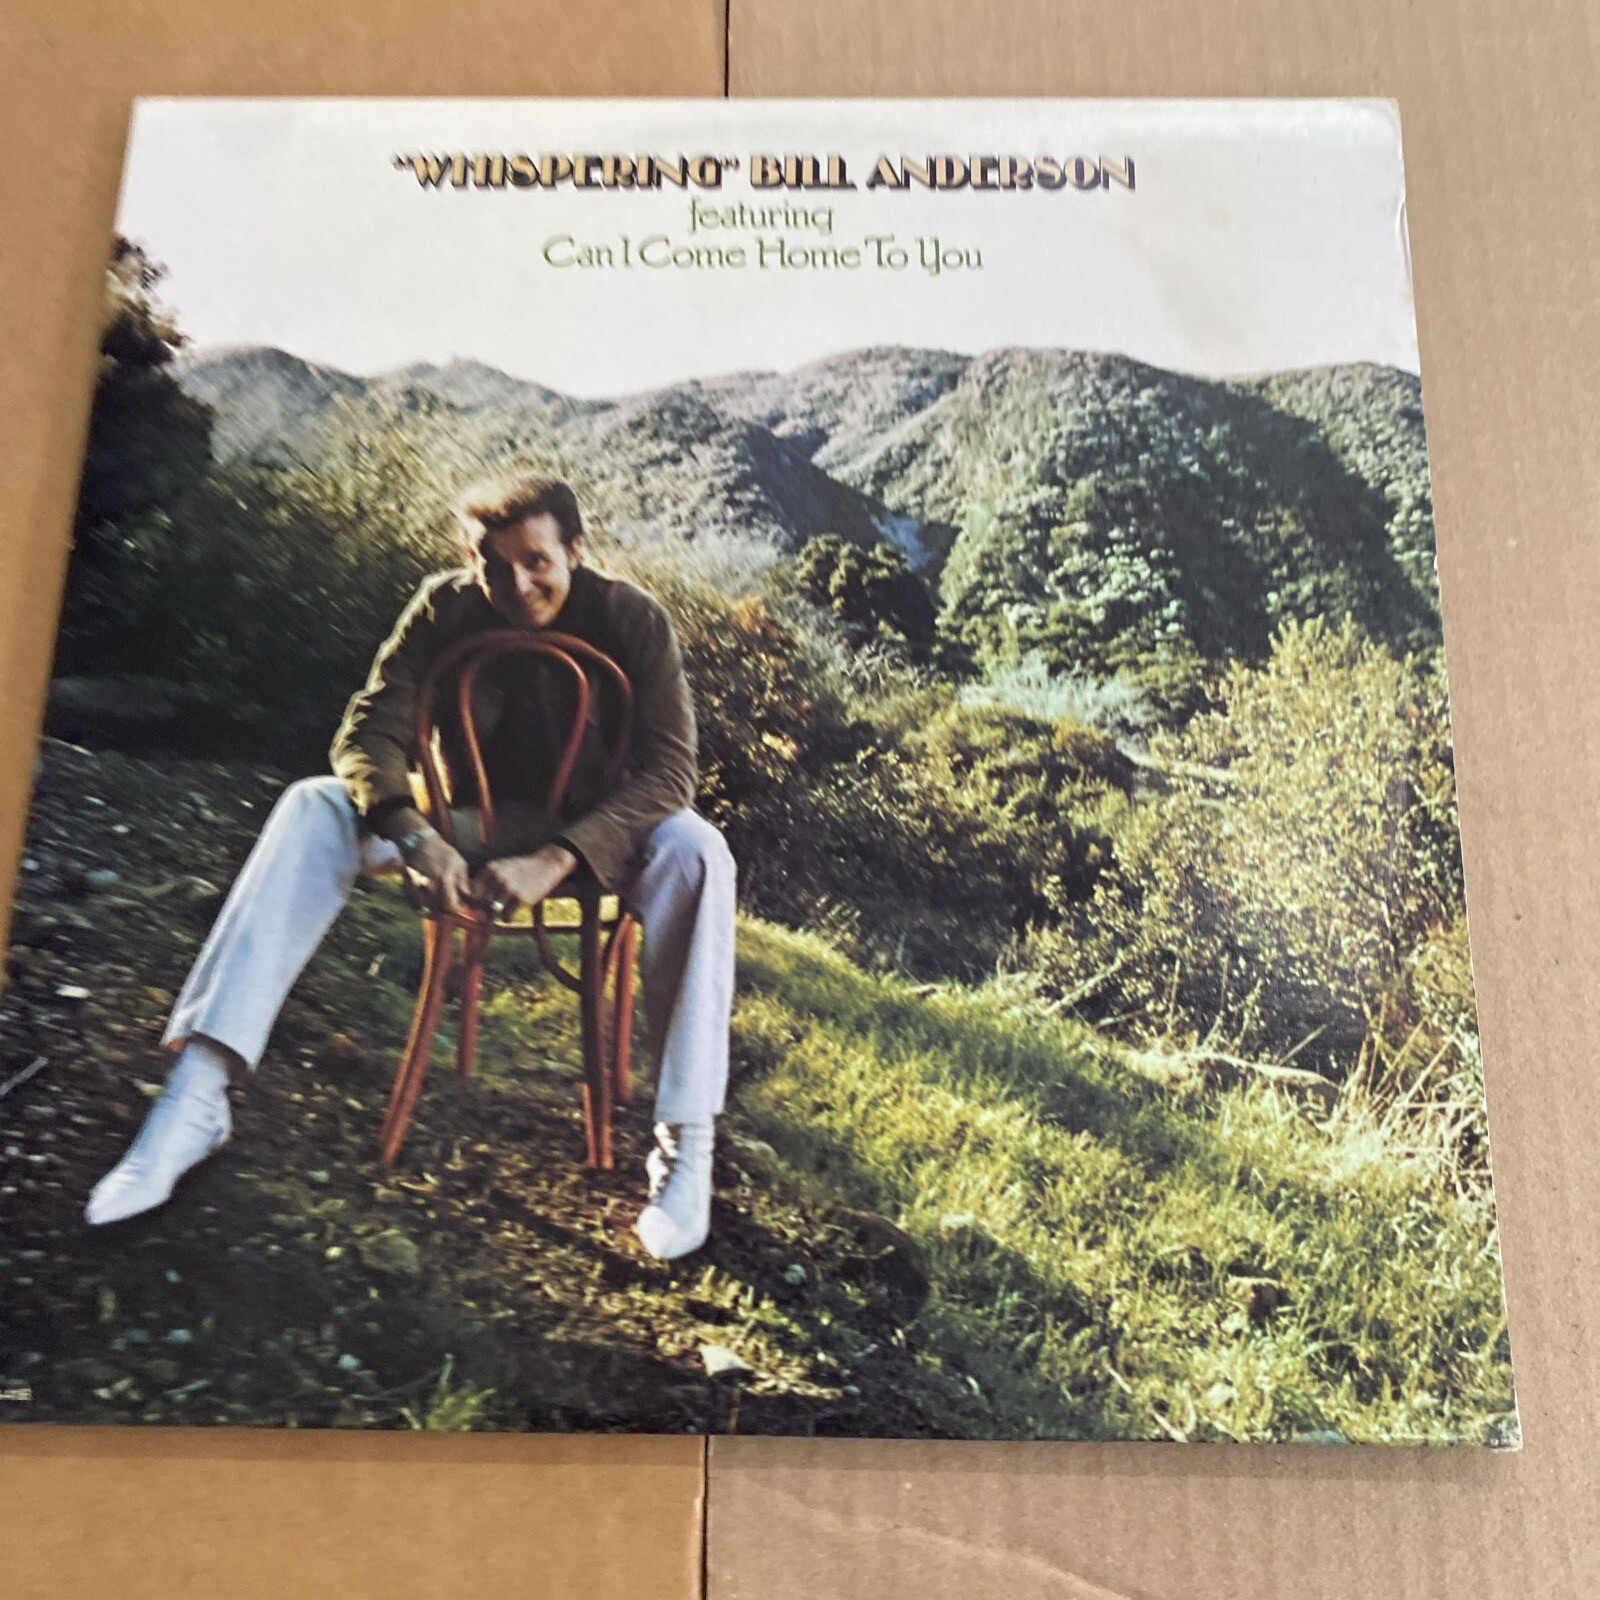 "WHISPERING" BILL ANDERSON
featuring
Can I Come Home To You